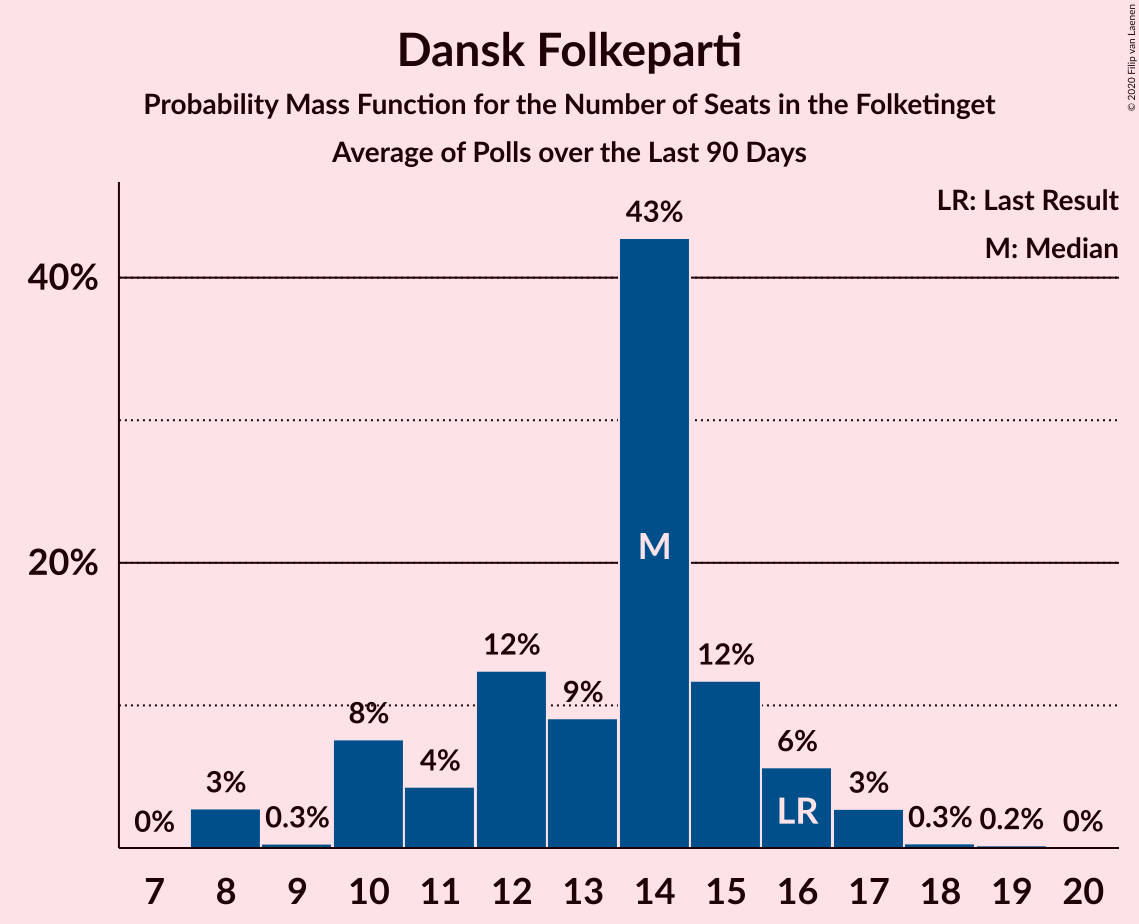 Dansk Folkeparti
Probability Mass Function for the Number of Seats in the Folketinget
Average of Polls over the Last 90 Days
© 2020 Filip van Laenen
LR: Last Result
M: Median
43%
40%
20%
12%
12%
9%
8%
6%
4%
3%
3%
0.3%
0.3%
0.2%
0%
0%
M
LR
7 8 9 10 11 12 13 14 15 16 17 18 19 20